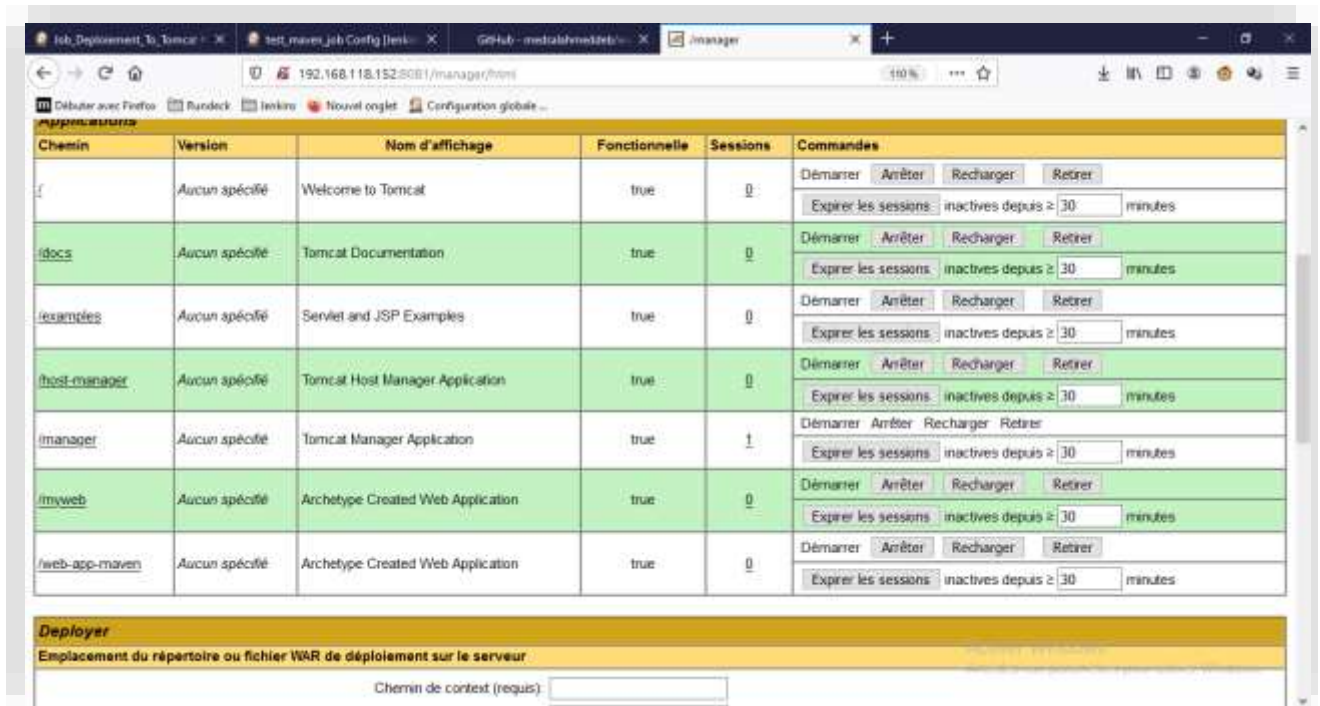 Job_Deploiement_To_Tomcat
test_maven_job Config [Jenki
GitHub - medsalahmeddeb/
/manager
192.168.118.152:8081/manager/html
110 %
Débuter avec Firefox
Rundeck
Jenkins
Nouvel onglet
Configuration globale ...
Applications
Chemin Version Nom d'affichage Fonctionnelle Sessions Commandes
/ Aucun spécifié Welcome to Tomcat true 0 Démarrer Arrêter Recharger Retirer
Expirer les sessions inactives depuis ≥ 30 minutes
/docs Aucun spécifié Tomcat Documentation true 0 Démarrer Arrêter Recharger Retirer
Expirer les sessions inactives depuis ≥ 30 minutes
/examples Aucun spécifié Servlet and JSP Examples true 0 Démarrer Arrêter Recharger Retirer
Expirer les sessions inactives depuis ≥ 30 minutes
/host-manager Aucun spécifié Tomcat Host Manager Application true 0 Démarrer Arrêter Recharger Retirer
Expirer les sessions inactives depuis ≥ 30 minutes
/manager Aucun spécifié Tomcat Manager Application true 1 Démarrer Arrêter Recharger Retirer
Expirer les sessions inactives depuis ≥ 30 minutes
/myweb Aucun spécifié Archetype Created Web Application true 0 Démarrer Arrêter Recharger Retirer
Expirer les sessions inactives depuis ≥ 30 minutes
/web-app-maven Aucun spécifié Archetype Created Web Application true 0 Démarrer Arrêter Recharger Retirer
Expirer les sessions inactives depuis ≥ 30 minutes
Deployer
Emplacement du répertoire ou fichier WAR de déploiement sur le serveur
Chemin de context (requis):